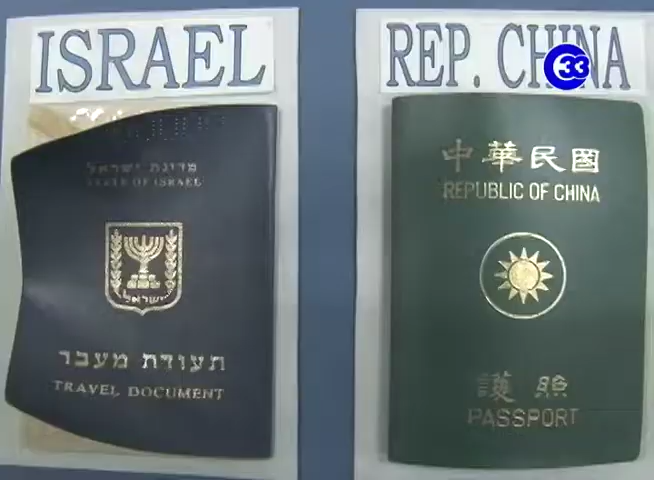 ISRAEL
מדינת ישראל
STATE OF ISRAEL
ישראל
תעודת מעבר
TRAVEL DOCUMENT
REP. CHINA
33
中華民國
REPUBLIC OF CHINA
護照
PASSPORT